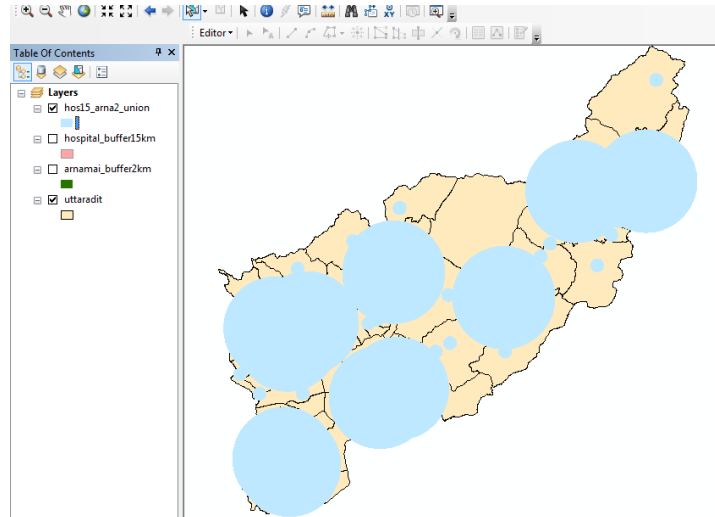 Editor
Table Of Contents
Layers
hos15_arna2_union
hospital_buffer15km
arnamai_buffer2km
uttaradit